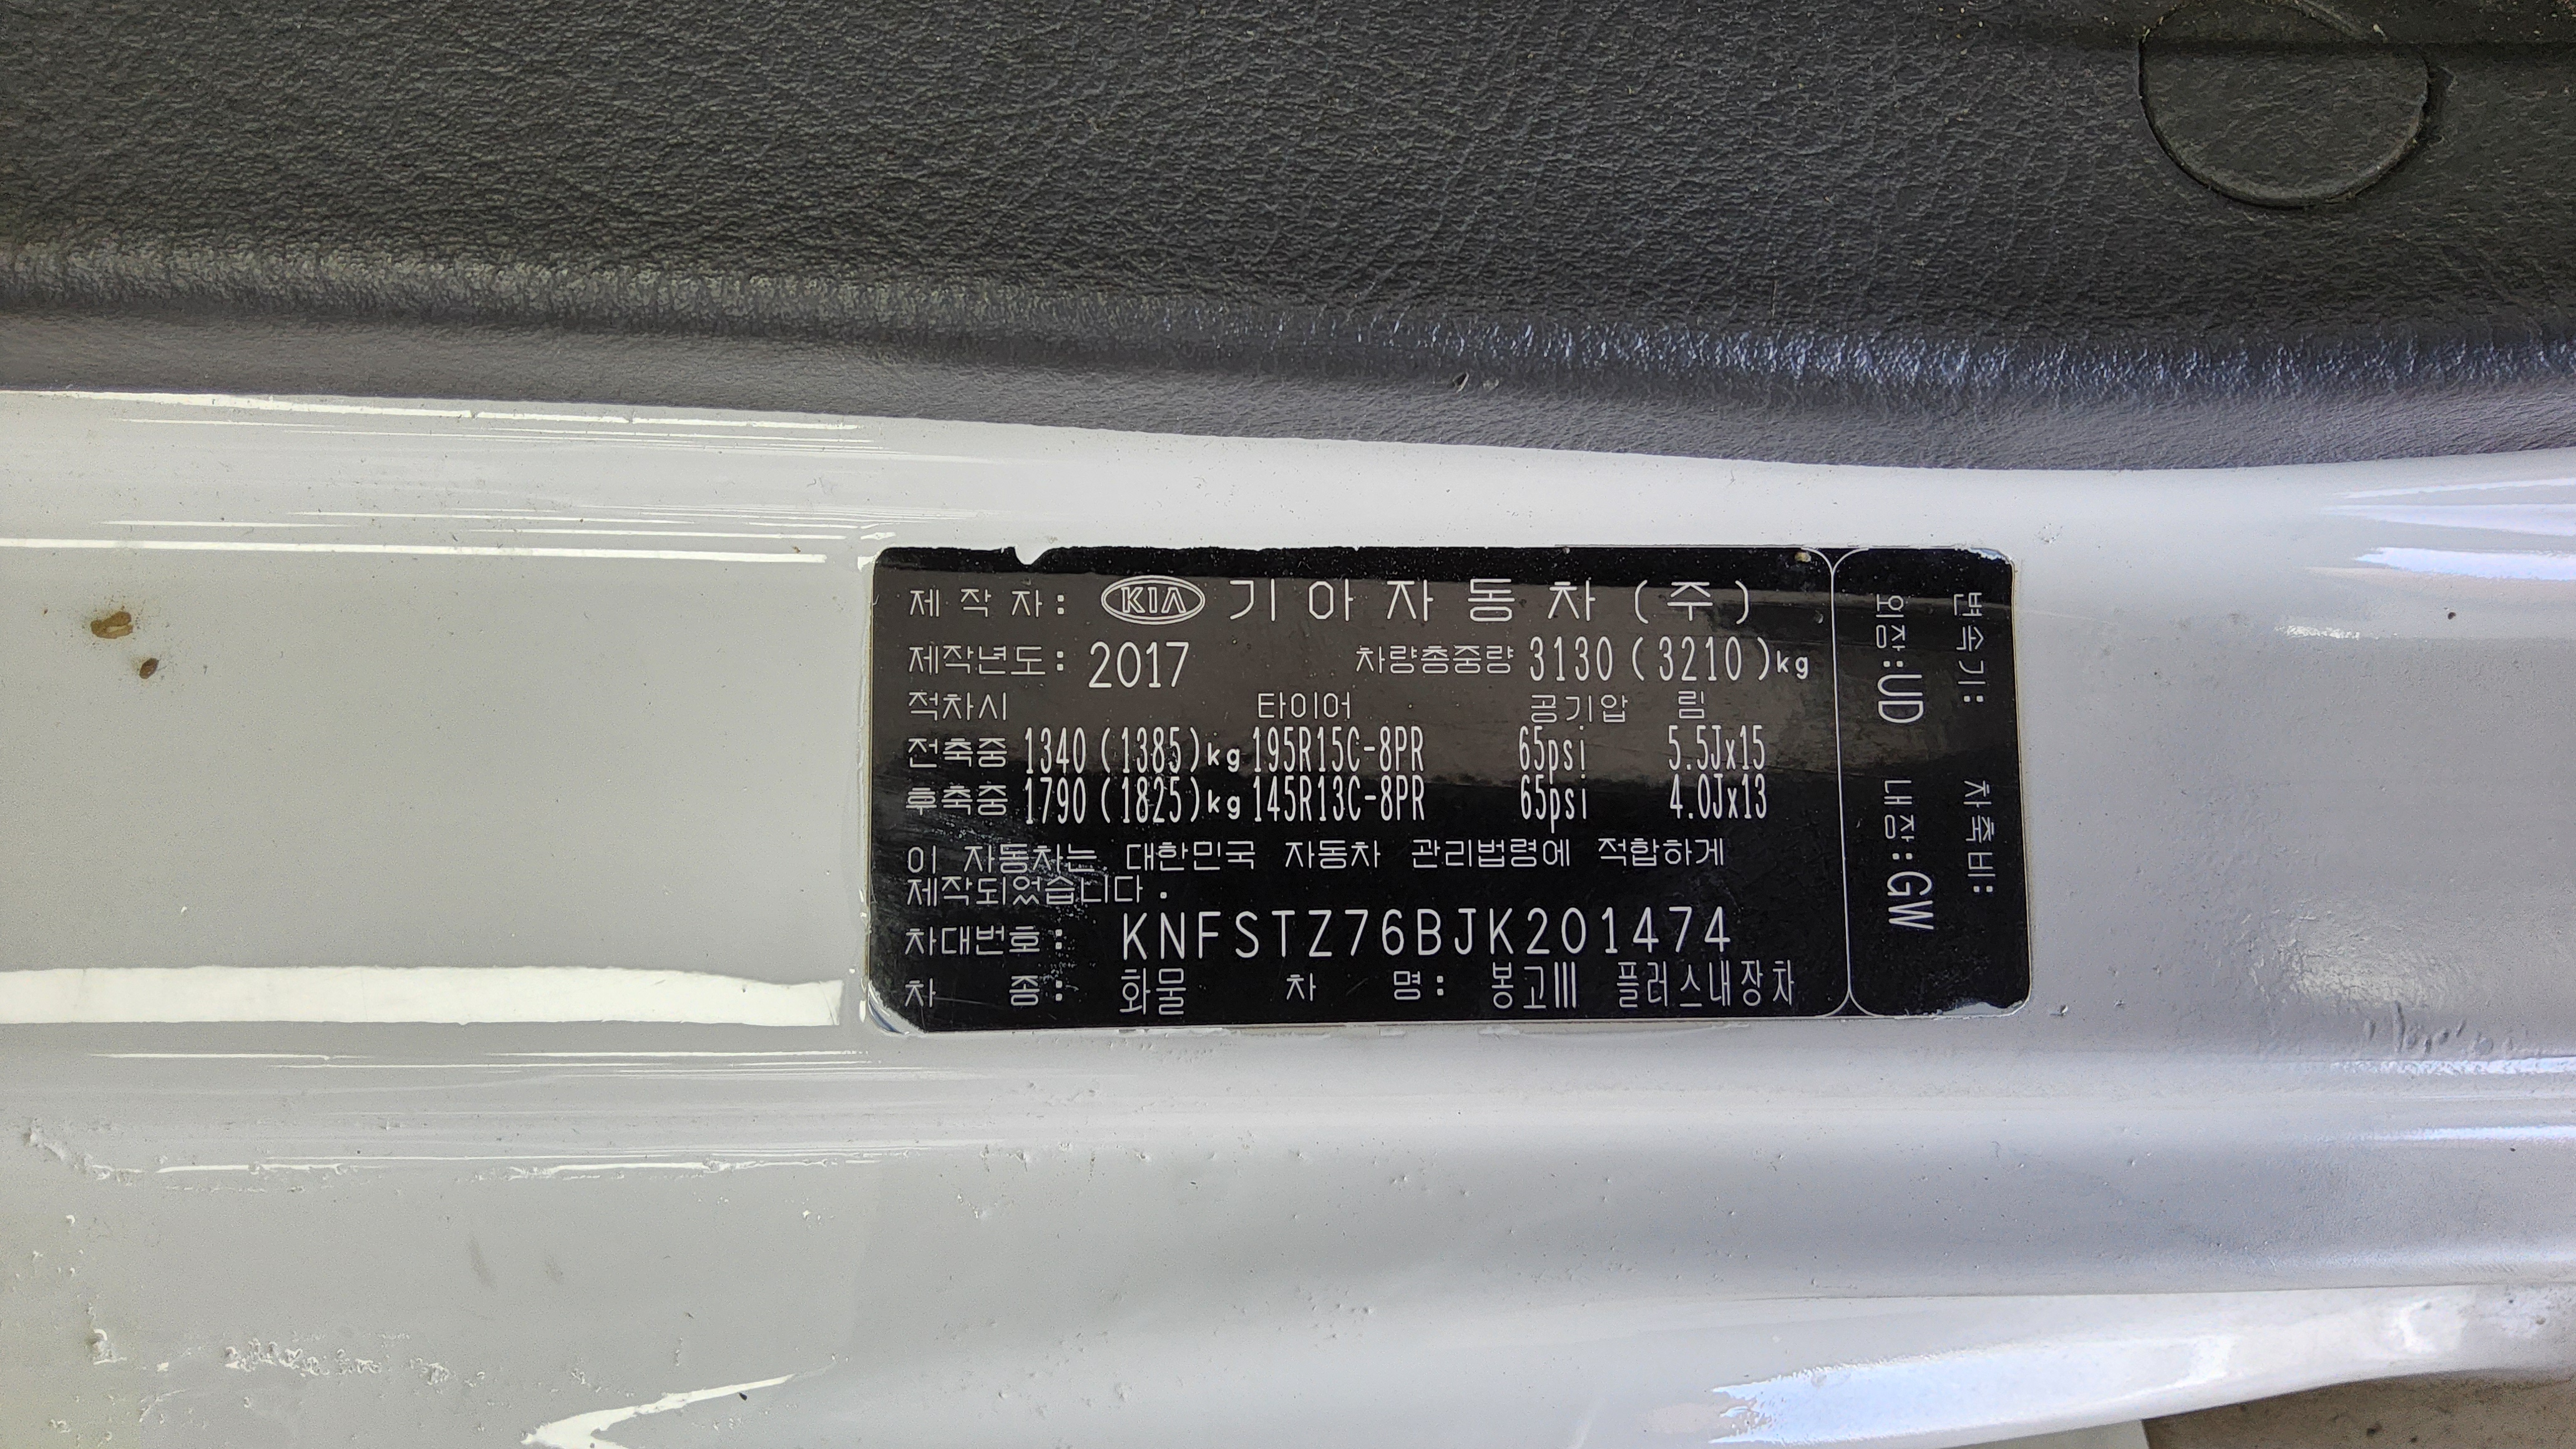 제 작 자: KIA 기 아 자 동 차 (주)
제작년도: 2017 차량총중량 3130 (3210)kg
적차시 타이어 공기압 림
전축중 1340 (1385)kg 195R15C-8PR 65psi 5.5Jx15
후축중 1790 (1825)kg 145R13C-8PR 65psi 4.0Jx13
이 자동차는 대한민국 자동차 관리법령에 적합하게
제작되었습니다.
차대번호: KNFSTZ76BJK201474
차 종: 화물 차 명: 봉고Ⅲ 플러스내장차
변속기: 차축비:
외장:UD 내장:GW